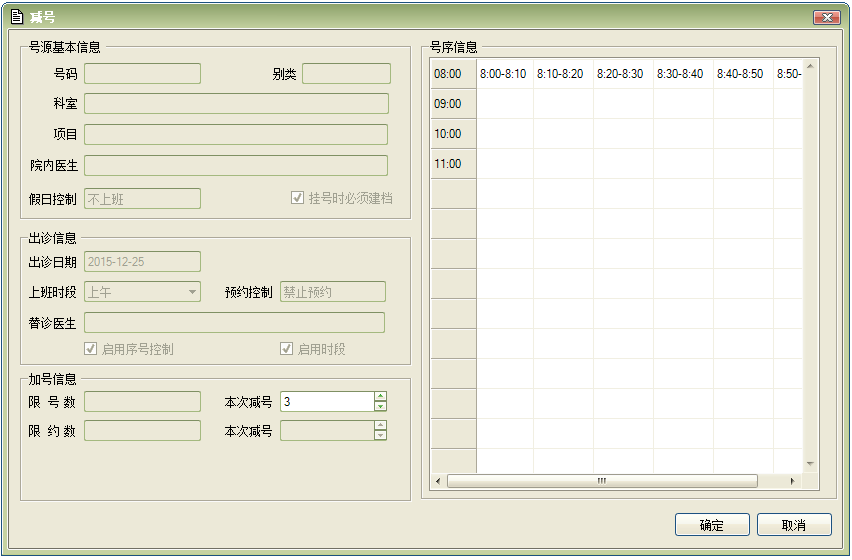 减号
号源基本信息
号码 别类
科室
项目
院内医生
假日控制 不上班 挂号时必须建档
出诊信息
出诊日期 2015-12-25
上班时段 上午 预约控制 禁止预约
替诊医生
启用序号控制 启用时段
加号信息
限 号 数 本次减号 3
限 约 数 本次减号
号序信息
08:00 8:00-8:10 8:10-8:20 8:20-8:30 8:30-8:40 8:40-8:50 8:50-
09:00
10:00
11:00
确定 取消